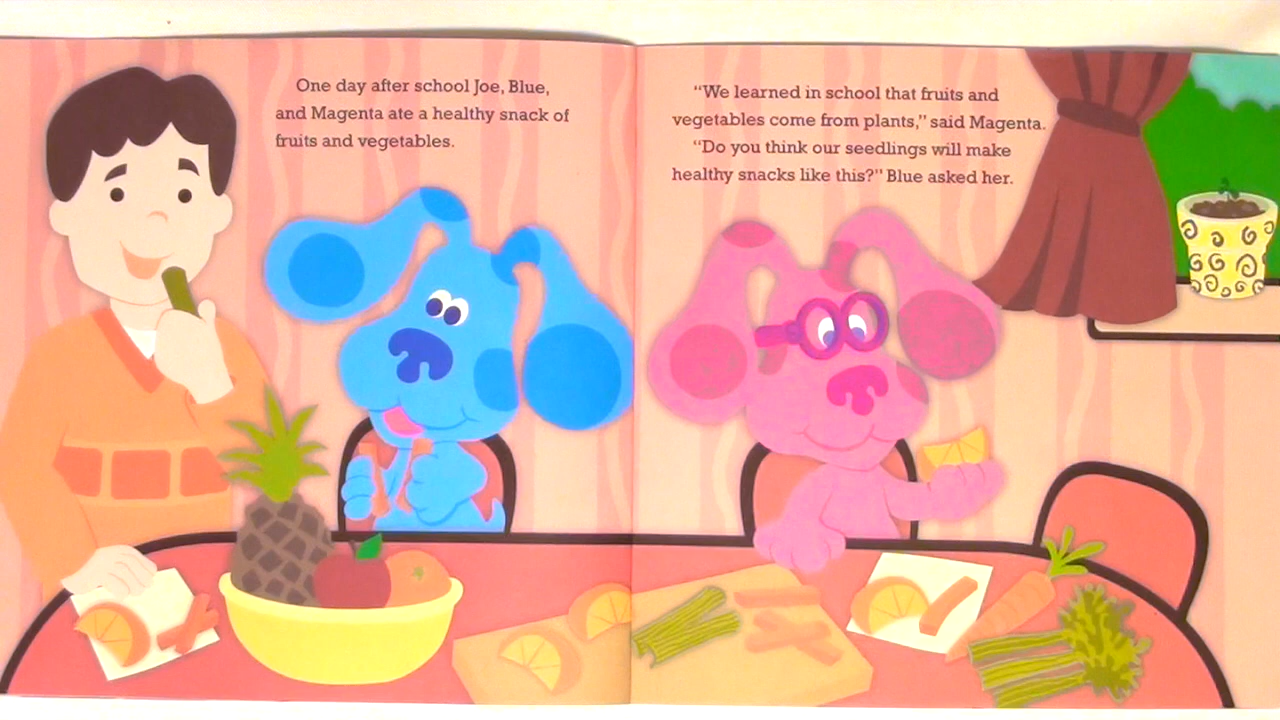 One day after school Joe, Blue,
and Magenta ate a healthy snack of
fruits and vegetables.
“We learned in school that fruits and
vegetables come from plants,” said Magenta.
“Do you think our seedlings will make
healthy snacks like this?” Blue asked her.